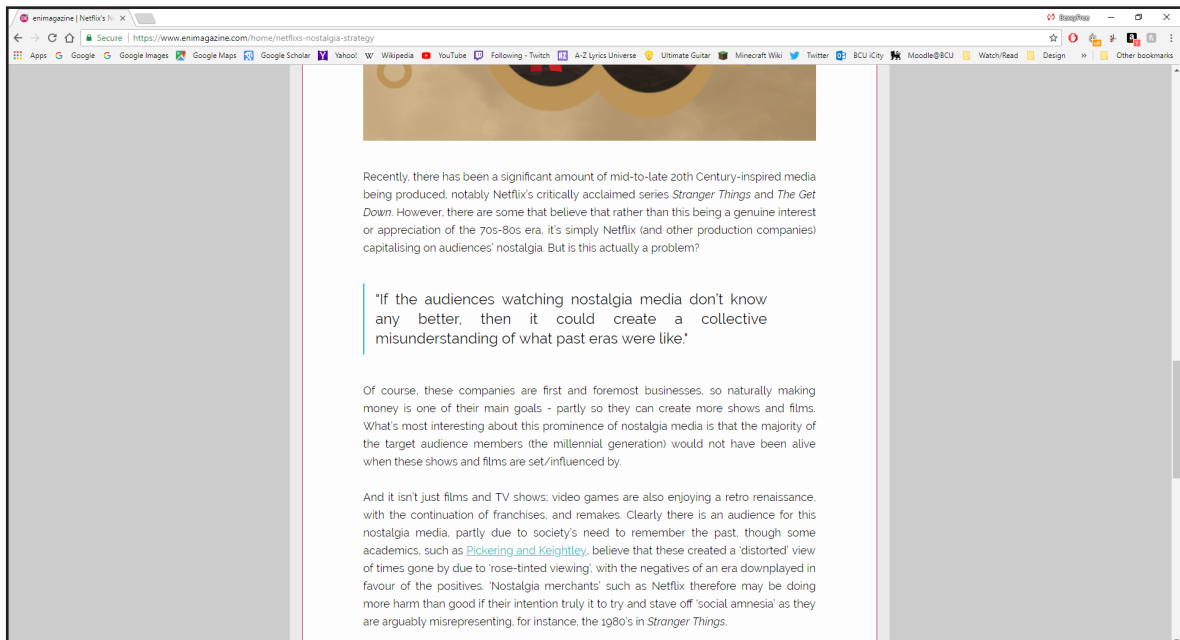 enimagazine | Netflix's N
BoxoyFree
Secure | https://www.enimagazine.com/home/netflixs-nostalgia-strategy
Apps Google Google Images Google Maps Google Scholar Yahoo! Wikipedia YouTube Following - Twitch A-Z Lyrics Universe Ultimate Guitar Minecraft Wiki Twitter BCU iCity Moodle@BCU Watch/Read Design » Other bookmarks
Recently, there has been a significant amount of mid-to-late 20th Century-inspired media
being produced, notably Netflix's critically acclaimed series Stranger Things and The Get
Down. However, there are some that believe that rather than this being a genuine interest
or appreciation of the 70s-80s era, it's simply Netflix (and other production companies)
capitalising on audiences' nostalgia. But is this actually a problem?
"If the audiences watching nostalgia media don't know
any better, then it could create a collective
misunderstanding of what past eras were like."
Of course, these companies are first and foremost businesses, so naturally making
money is one of their main goals - partly so they can create more shows and films.
What's most interesting about this prominence of nostalgia media is that the majority of
the target audience members (the millennial generation) would not have been alive
when these shows and films are set/influenced by.
And it isn't just films and TV shows; video games are also enjoying a retro renaissance,
with the continuation of franchises, and remakes. Clearly there is an audience for this
nostalgia media, partly due to society's need to remember the past, though some
academics, such as Pickering and Keightley, believe that these created a 'distorted' view
of times gone by due to 'rose-tinted viewing', with the negatives of an era downplayed in
favour of the positives. 'Nostalgia merchants' such as Netflix therefore may be doing
more harm than good if their intention truly it to try and stave off 'social amnesia' as they
are arguably misrepresenting, for instance, the 1980's in Stranger Things.